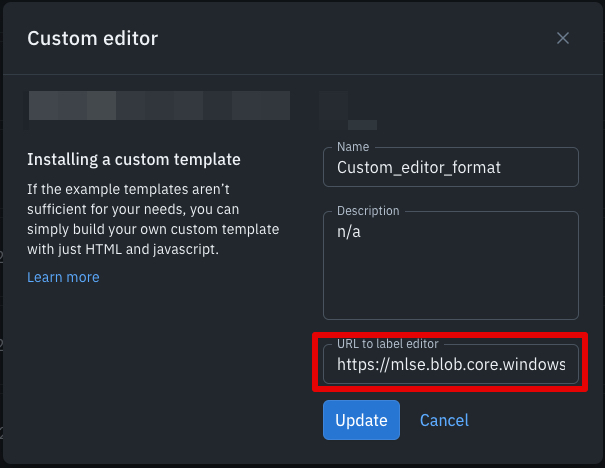 Custom editor
Installing a custom template
If the example templates aren't
sufficient for your needs, you can
simply build your own custom template
with just HTML and javascript.
Learn more
Name
Custom_editor_format
Description
n/a
URL to label editor
https://mlse.blob.core.windows
Update
Cancel